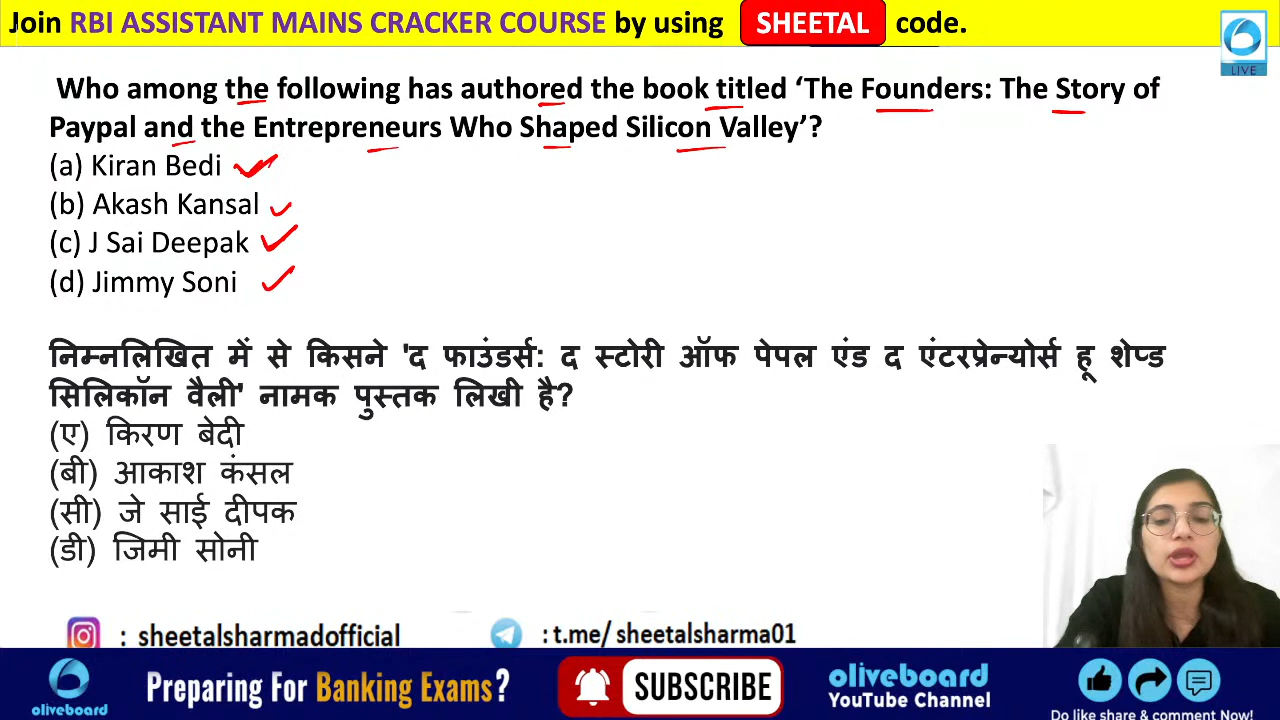 Join RBI ASSISTANT MAINS CRACKER COURSE by using SHEETAL code.
LIVE
Who among the following has authored the book titled ‘The Founders: The Story of
Paypal and the Entrepreneurs Who Shaped Silicon Valley’?
(a) Kiran Bedi
(b) Akash Kansal
(c) J Sai Deepak
(d) Jimmy Soni
निम्नलिखित में से किसने 'द फाउंडर्स: द स्टोरी ऑफ पेपल एंड द एंटरप्रेन्योर्स हू शेप्ड
सिलिकॉन वैली' नामक पुस्तक लिखी है?
(ए) किरण बेदी
(बी) आकाश कंसल
(सी) जे साई दीपक
(डी) जिमी सोनी
: sheetalsharmadofficial : t.me/ sheetalsharma01
oliveboard
Preparing For Banking Exams?
SUBSCRIBE
oliveboard
YouTube Channel
Do like share & comment Now!